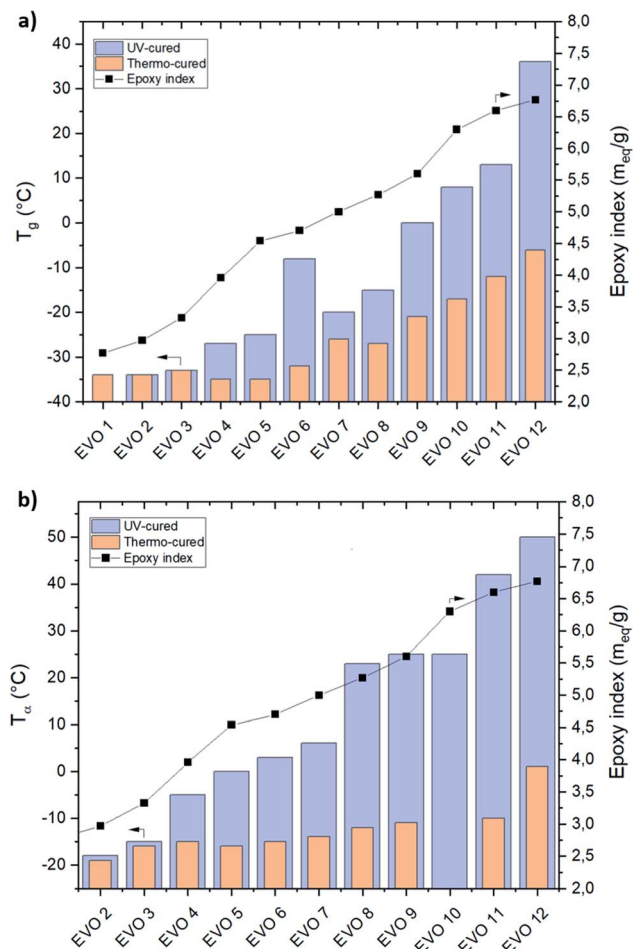 a)
UV-cured
Thermo-cured
Epoxy index
40
30
20
10
0
-10
-20
-30
-40
T_g (°C)
8,0
7,5
7,0
6,5
6,0
5,5
5,0
4,5
4,0
3,5
3,0
2,5
2,0
Epoxy index (m_eq/g)
EVO 1
EVO 2
EVO 3
EVO 4
EVO 5
EVO 6
EVO 7
EVO 8
EVO 9
EVO 10
EVO 11
EVO 12
b)
UV-cured
Thermo-cured
Epoxy index
50
40
30
20
10
0
-10
-20
T_α (°C)
8,0
7,5
7,0
6,5
6,0
5,5
5,0
4,5
4,0
3,5
3,0
2,5
2,0
Epoxy index (m_eq/g)
EVO 2
EVO 3
EVO 4
EVO 5
EVO 6
EVO 7
EVO 8
EVO 9
EVO 10
EVO 11
EVO 12